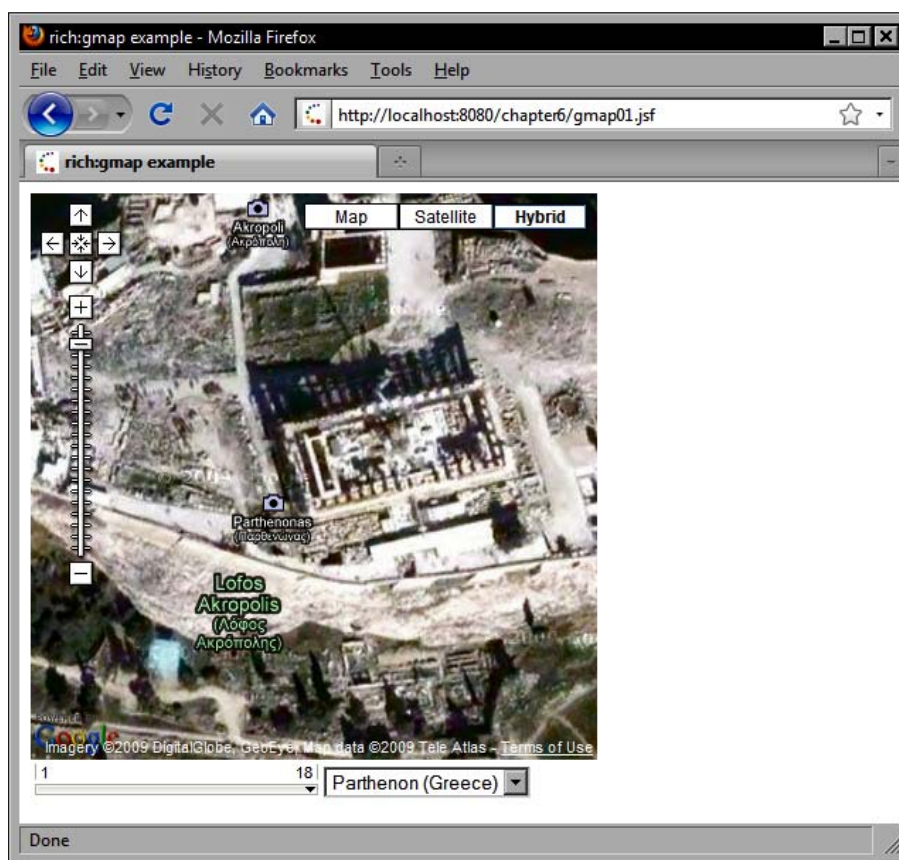 rich:gmap example - Mozilla Firefox
File Edit View History Bookmarks Tools Help
http://localhost:8080/chapter6/gmap01.jsf
rich:gmap example
Akropoli
(Ακρόπολη)
Map Satellite Hybrid
Parthenonas
(Παρθενώνας)
Lofos
Akropolis
(Λόφος
Ακρόπολης)
Google
Imagery ©2009 DigitalGlobe, GeoEye, Map data ©2009 Tele Atlas - Terms of Use
1 18
Parthenon (Greece)
Done